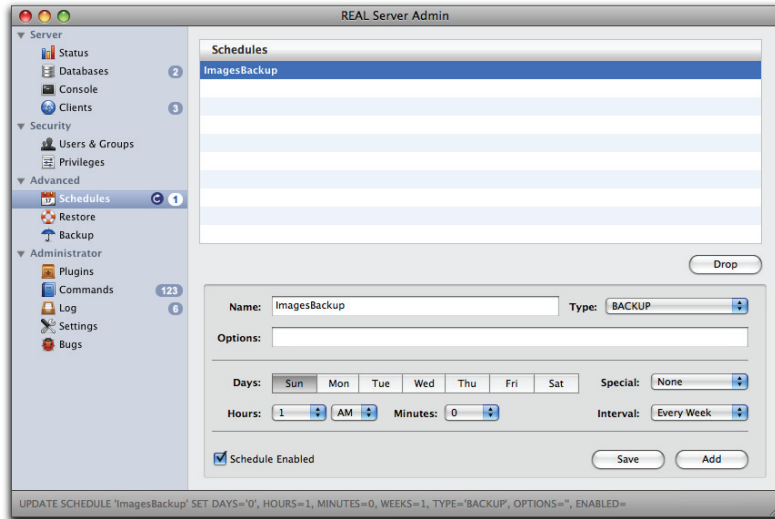 REAL Server Admin
Server
Status
Databases 2
Console
Clients 3
Security
Users & Groups
Privileges
Advanced
Schedules C 1
Restore
Backup
Administrator
Plugins
Commands 123
Log 6
Settings
Bugs
Schedules
ImagesBackup
Drop
Name: ImagesBackup Type: BACKUP
Options:
Days: Sun Mon Tue Wed Thu Fri Sat Special: None
Hours: 1 AM Minutes: 0 Interval: Every Week
Schedule Enabled Save Add
UPDATE SCHEDULE 'ImagesBackup' SET DAYS='0', HOURS=1, MINUTES=0, WEEKS=1, TYPE='BACKUP', OPTIONS='', ENABLED=